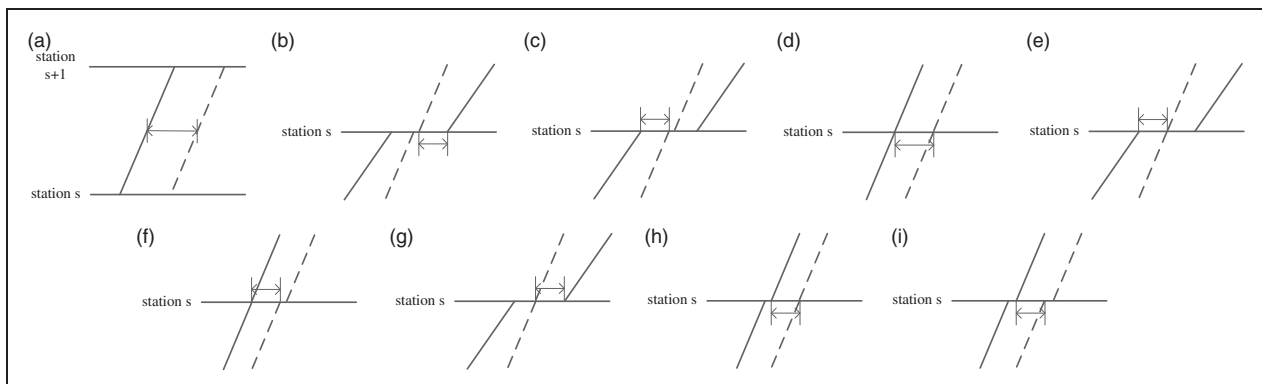 (a)
(b)
(c)
(d)
(e)
station
s+1
station s
station s
station s
station s
station s
(f)
(g)
(h)
(i)
station s
station s
station s
station s